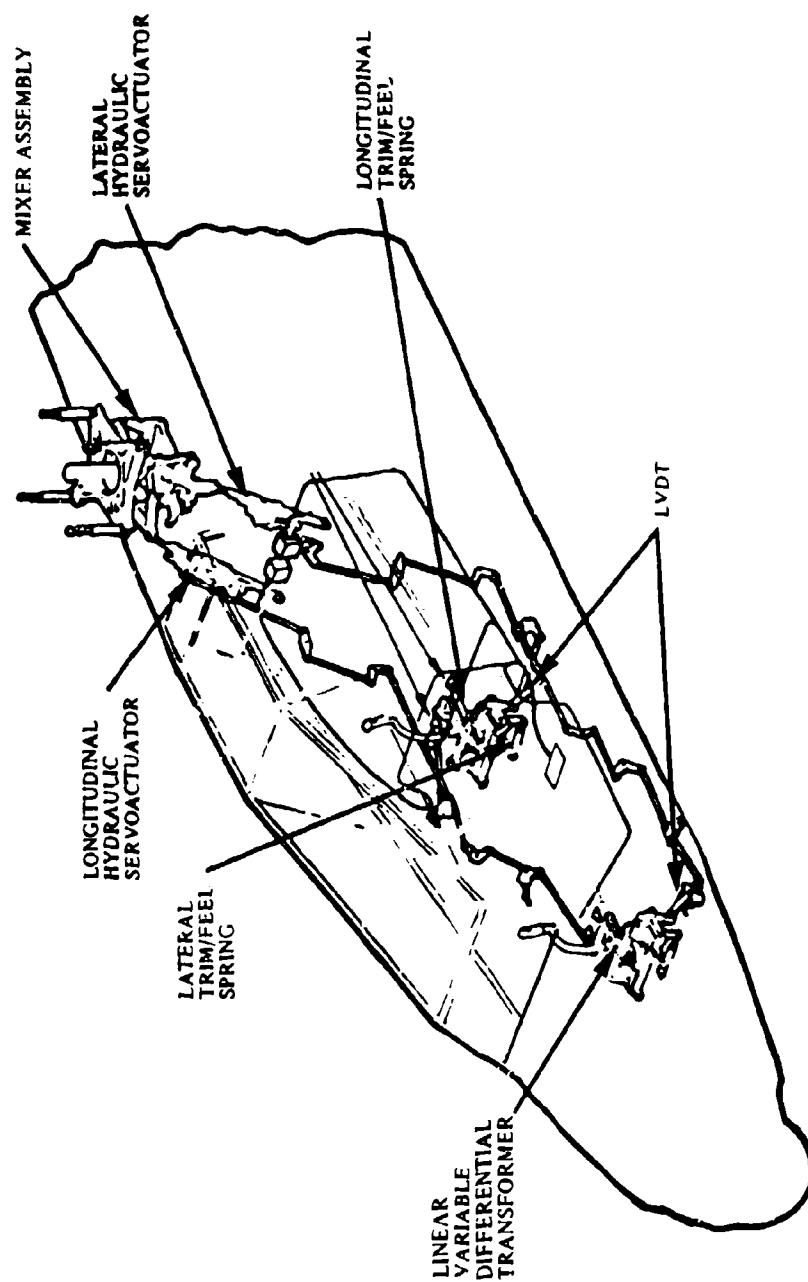 MIXER ASSEMBLY
LATERAL
HYDRAULIC
SERVOACTUATOR
LONGITUDINAL
TRIM/FEEL
SPRING
LVDT
LONGITUDINAL
HYDRAULIC
SERVOACTUATOR
LATERAL
TRIM/FEEL
SPRING
LINEAR
VARIABLE
DIFFERENTIAL
TRANSFORMER